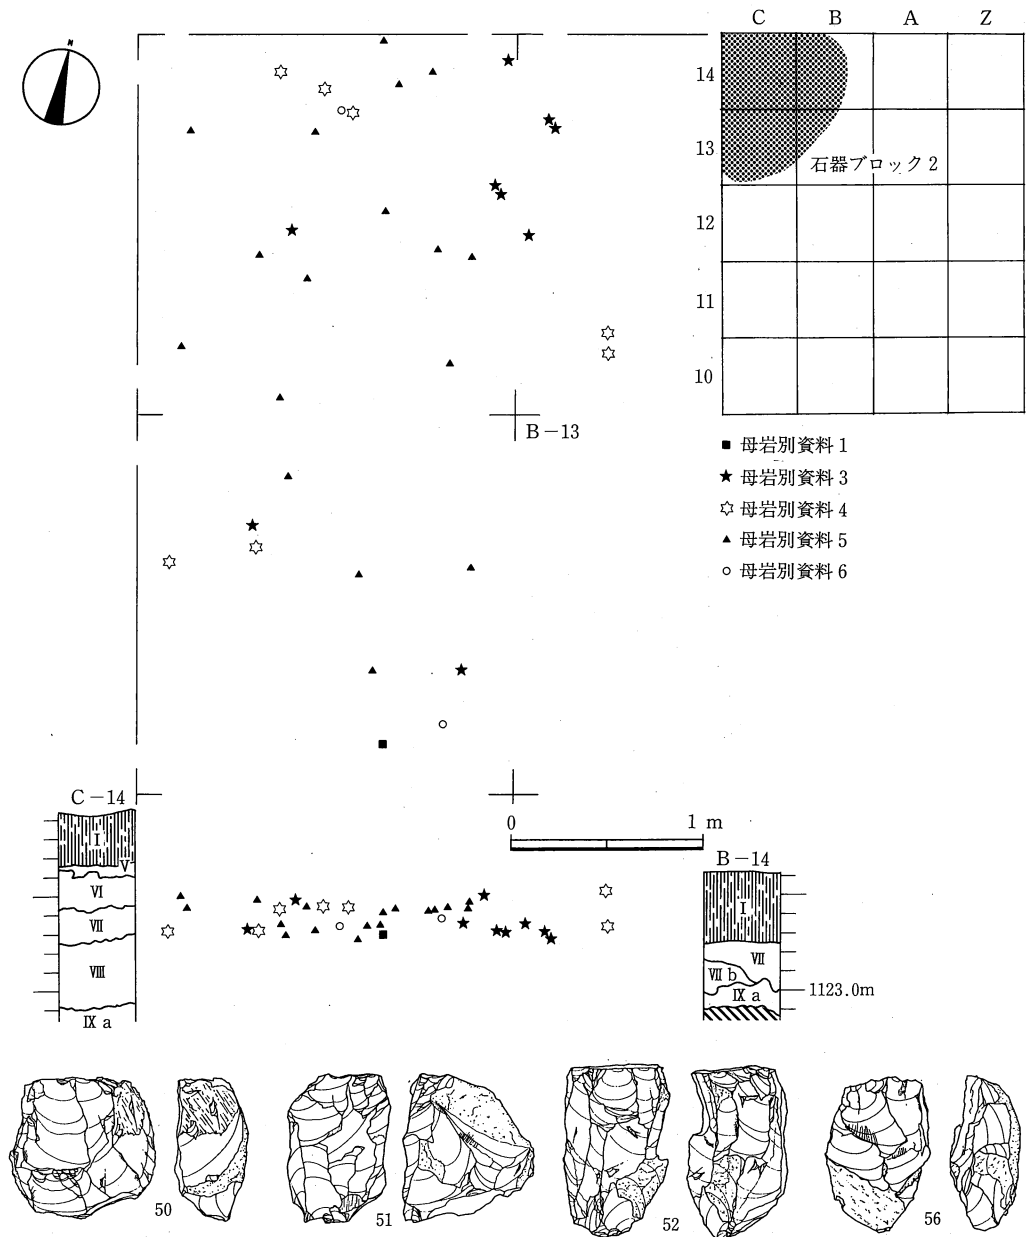 N
C B A Z
14
13
12
11
10
石器ブロック2
B-13
■ 母岩別資料1
★ 母岩別資料3
✡ 母岩別資料4
▲ 母岩別資料5
○ 母岩別資料6
C-14
I
V
VI
VII
VIII
IX a
0 1 m
B-14
I
VII
VII b
IX a
1123.0m
50
51
52
56